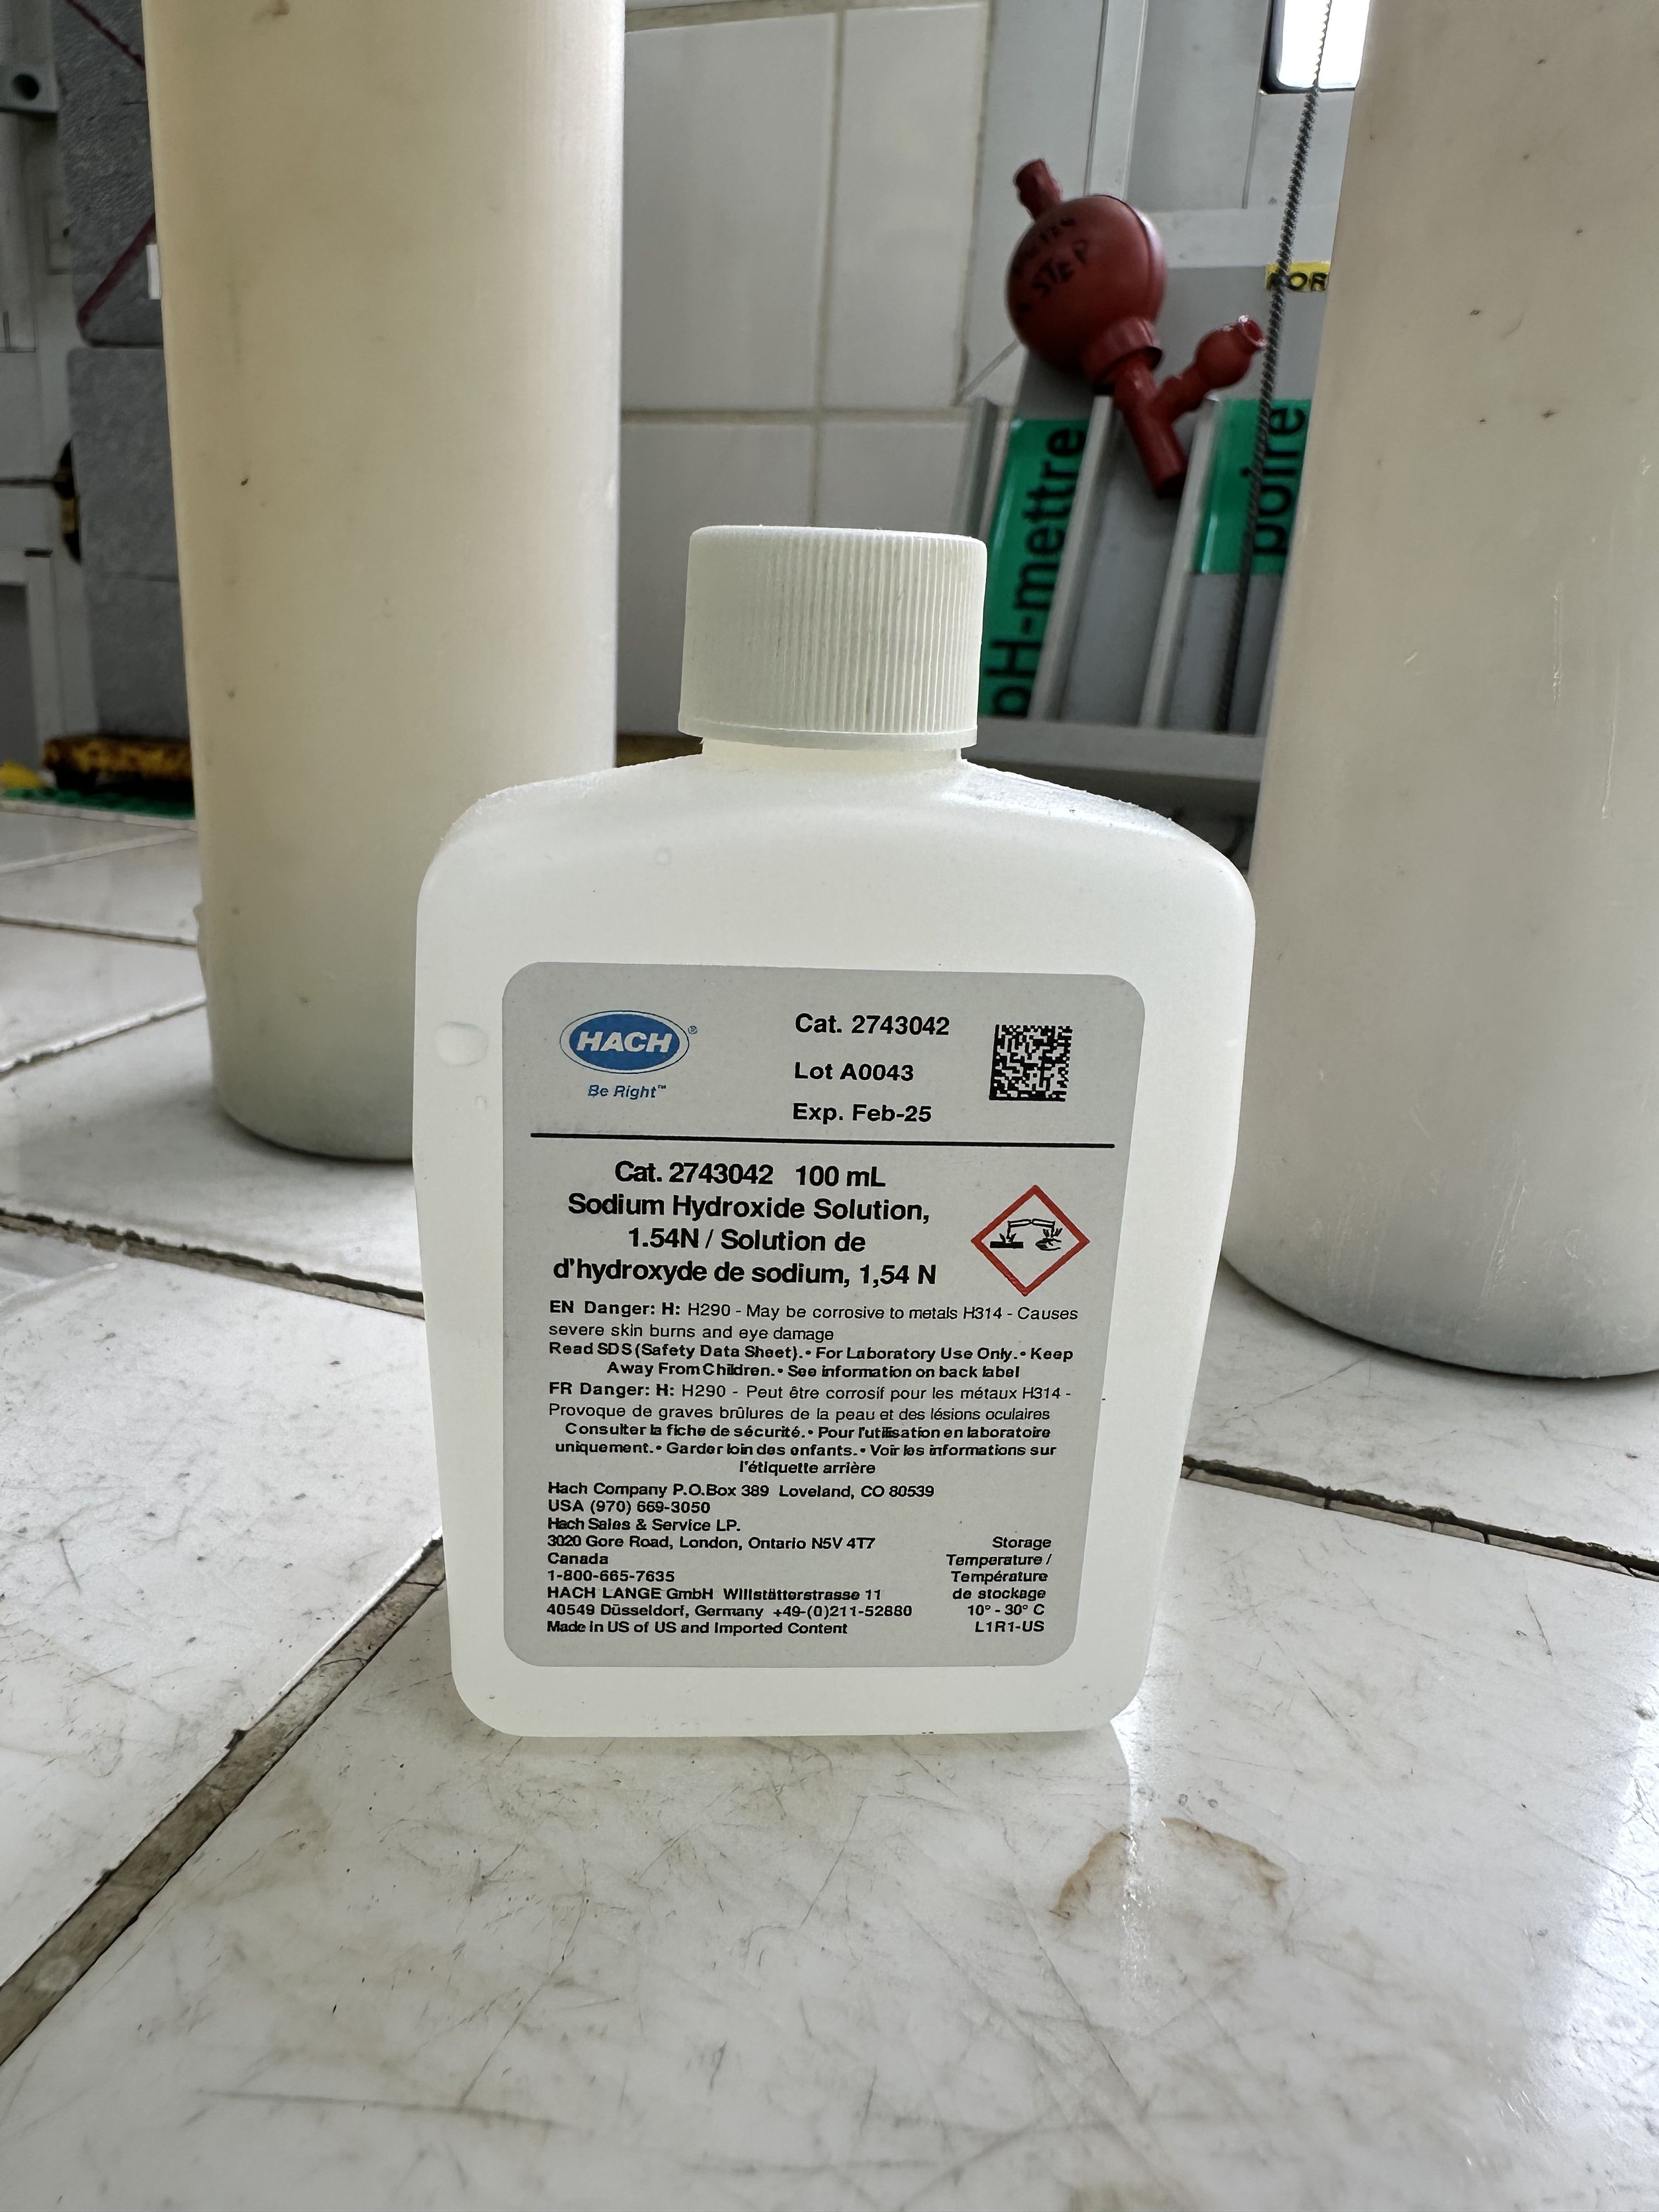 STEP
FOR
pH-mettre
poire
HACH®
Be Right™
Cat. 2743042
Lot A0043
Exp. Feb-25
Cat. 2743042 100 mL
Sodium Hydroxide Solution,
1.54N / Solution de
d'hydroxyde de sodium, 1,54 N
EN Danger: H: H290 - May be corrosive to metals H314 - Causes
severe skin burns and eye damage
Read SDS (Safety Data Sheet). • For Laboratory Use Only. • Keep
Away From Children. • See information on back label
FR Danger: H: H290 - Peut être corrosif pour les métaux H314 -
Provoque de graves brûlures de la peau et des lésions oculaires
Consulter la fiche de sécurité. • Pour l'utilisation en laboratoire
uniquement. • Garder loin des enfants. • Voir les informations sur
l'étiquette arrière
Hach Company P.O.Box 389 Loveland, CO 80539
USA (970) 669-3050
Hach Sales & Service LP.
3020 Gore Road, London, Ontario N5V 4T7
Canada
1-800-665-7635
HACH LANGE GmbH Willstätterstrasse 11
40549 Düsseldorf, Germany +49-(0)211-52880
Made in US of US and Imported Content
Storage
Temperature /
Température
de stockage
10° - 30° C
L1R1-US